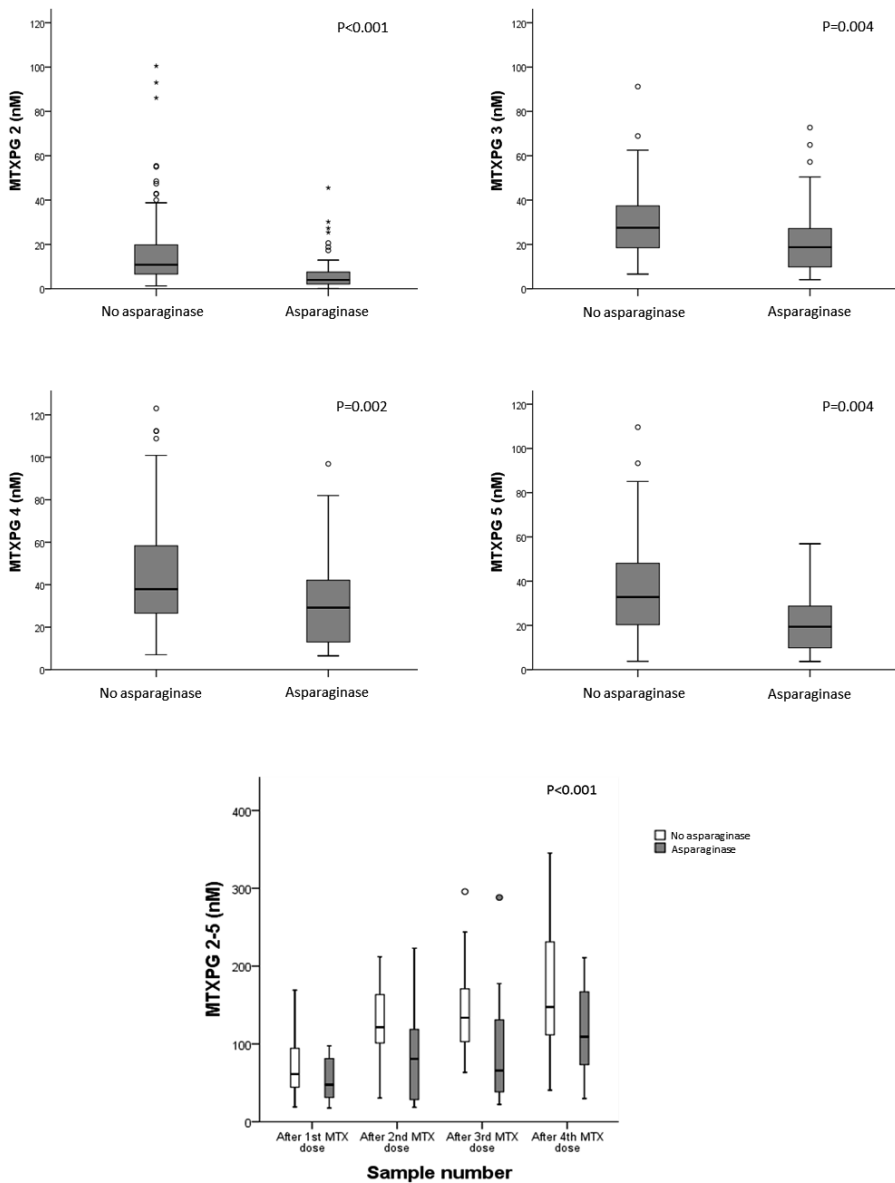 P<0.001
MTXPG 2 (nM)
120
100
80
60
40
20
0
No asparaginase
Asparaginase
P=0.004
MTXPG 3 (nM)
120
100
80
60
40
20
0
No asparaginase
Asparaginase
P=0.002
MTXPG 4 (nM)
120
100
80
60
40
20
0
No asparaginase
Asparaginase
P=0.004
MTXPG 5 (nM)
120
100
80
60
40
20
0
No asparaginase
Asparaginase
P<0.001
MTXPG 2-5 (nM)
400
300
200
100
0
No asparaginase
Asparaginase
After 1st MTX
dose
After 2nd MTX
dose
After 3rd MTX
dose
After 4th MTX
dose
Sample number